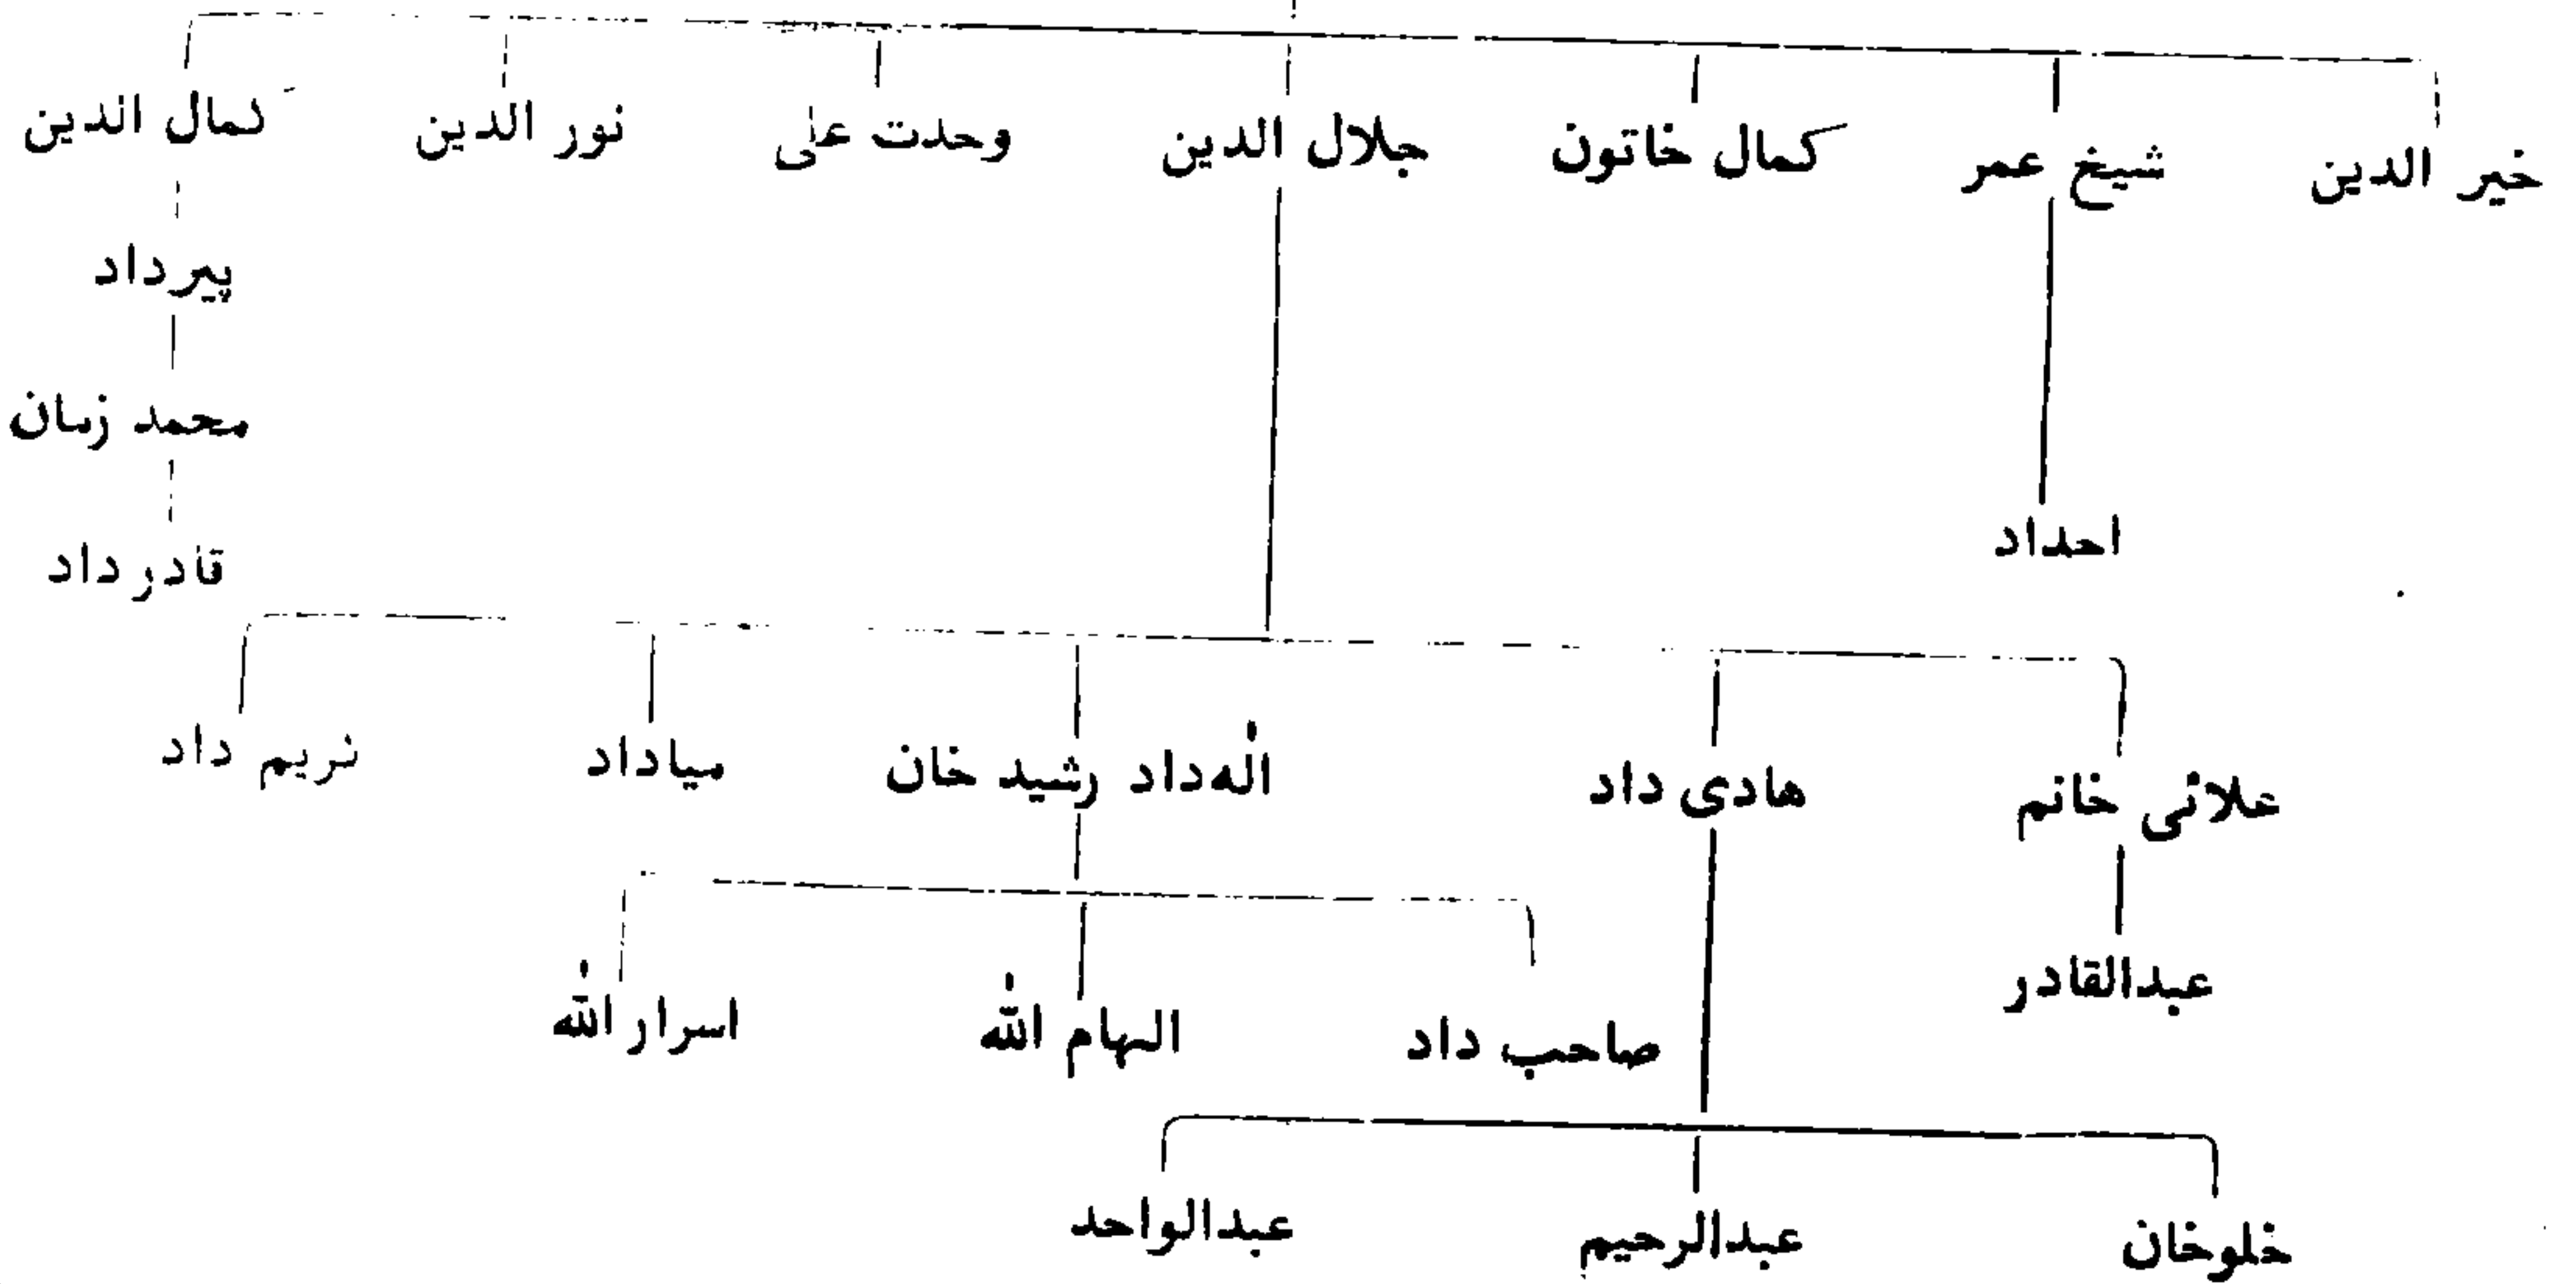 خیر الدین شیخ عمر کمال خاتون جلال الدین وحدت علی نور الدین کمال الدین
پیرداد
محمد زمان
احداد قادرداد
علائی خانم هادی داد الٰه‌داد رشید خان میاداد کریم داد
عبدالقادر
صاحب داد الہام اللہ اسرار اللہ
خلوخان عبدالرحیم عبدالواحد